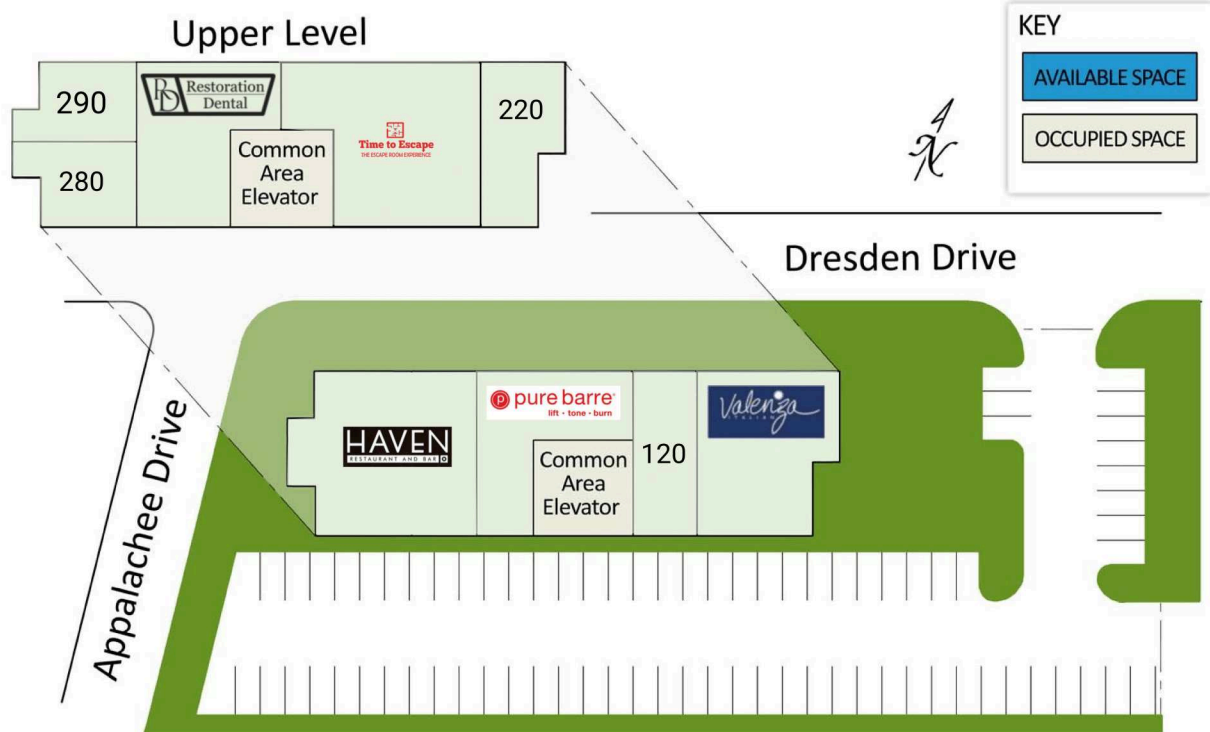 Upper Level
KEY
AVAILABLE SPACE
OCCUPIED SPACE
290
RD Restoration
Dental
Time to Escape
THE ESCAPE ROOM EXPERIENCE
220
280
Common
Area
Elevator
N
Dresden Drive
Appalachee Drive
HAVEN
RESTAURANT AND BAR
p pure barre
lift • tone • burn
Common
Area
Elevator
120
Valenza
ITALIAN